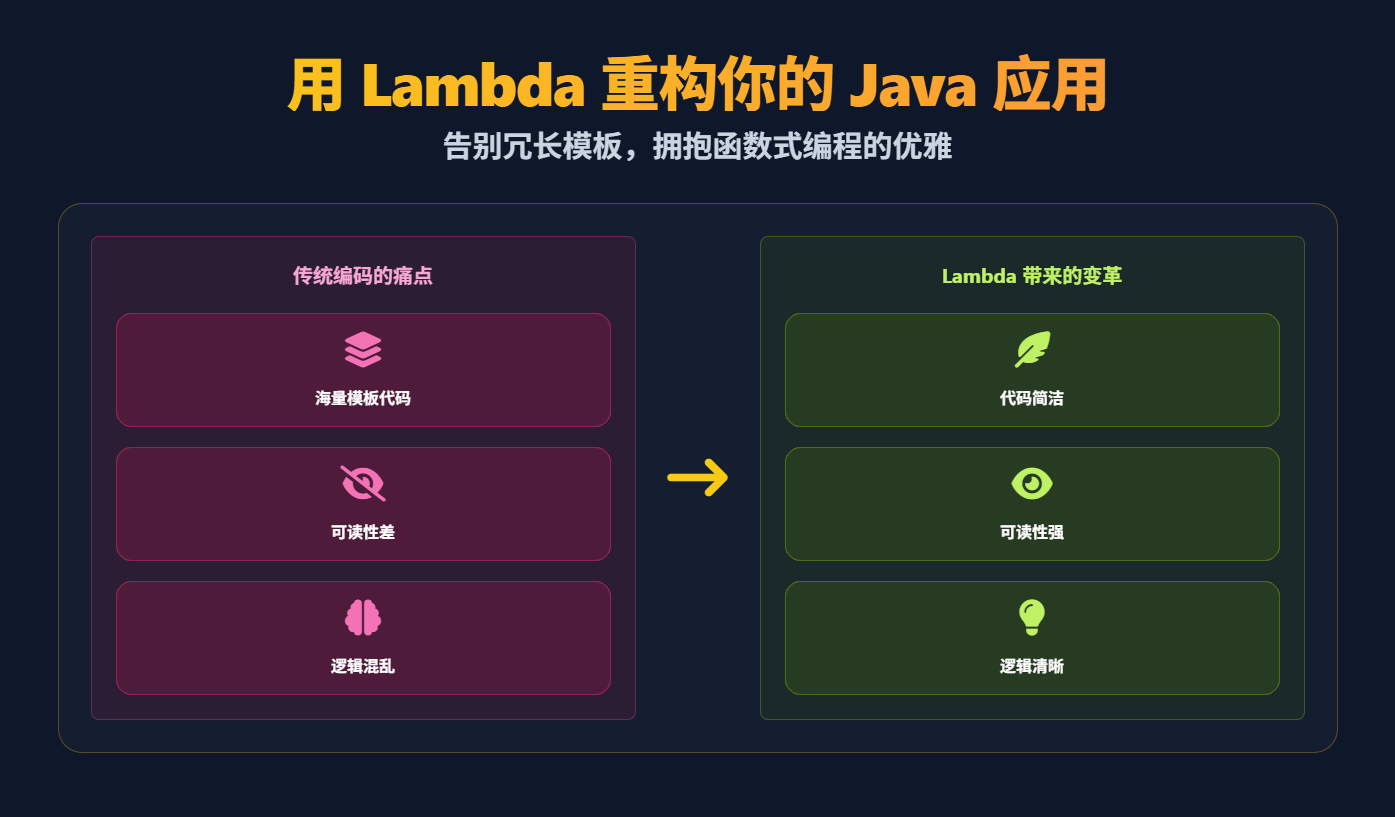 用 Lambda 重构你的 Java 应用
告别冗长模板，拥抱函数式编程的优雅
传统编码的痛点
海量模板代码
可读性差
逻辑混乱
Lambda 带来的变革
代码简洁
可读性强
逻辑清晰